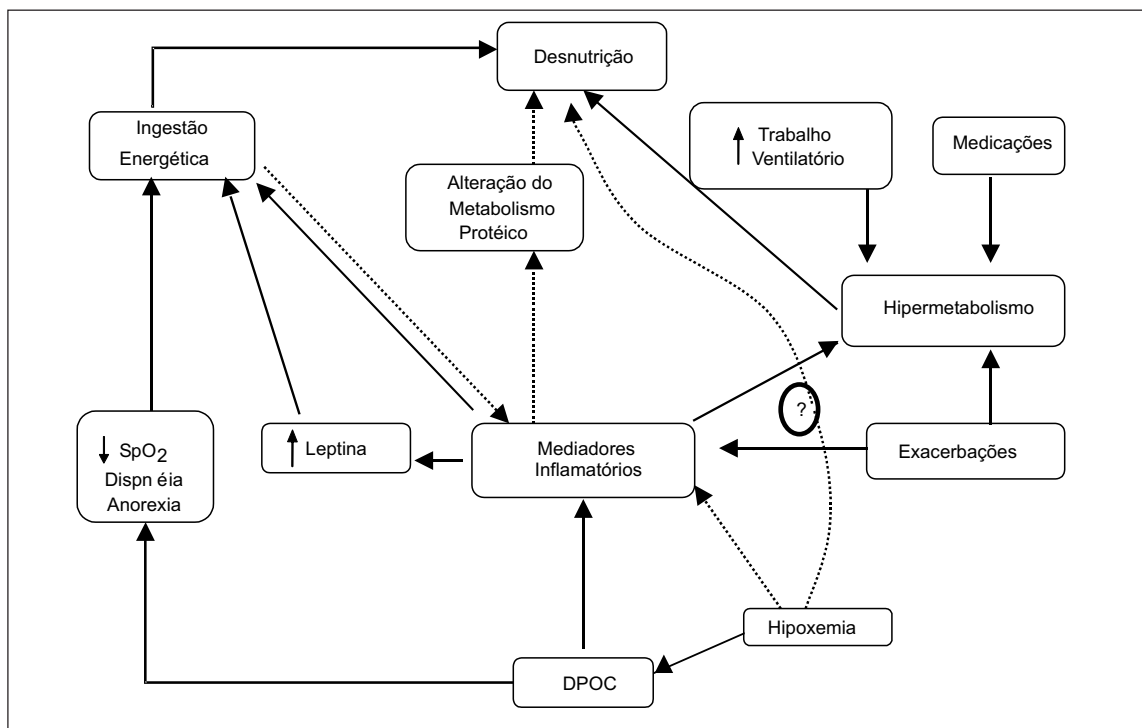 Desnutrição
Ingestão
Energética
↑ Trabalho
Ventilatório
Medicações
Alteração do
Metabolismo
Protéico
Hipermetabolismo
?
↓ SpO2
Dispn éia
Anorexia
↑ Leptina
Mediadores
Inflamatórios
Exacerbações
Hipoxemia
DPOC